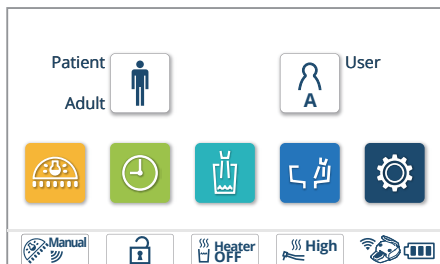 Patient
User
Adult
A
Manual
Heater
OFF
High